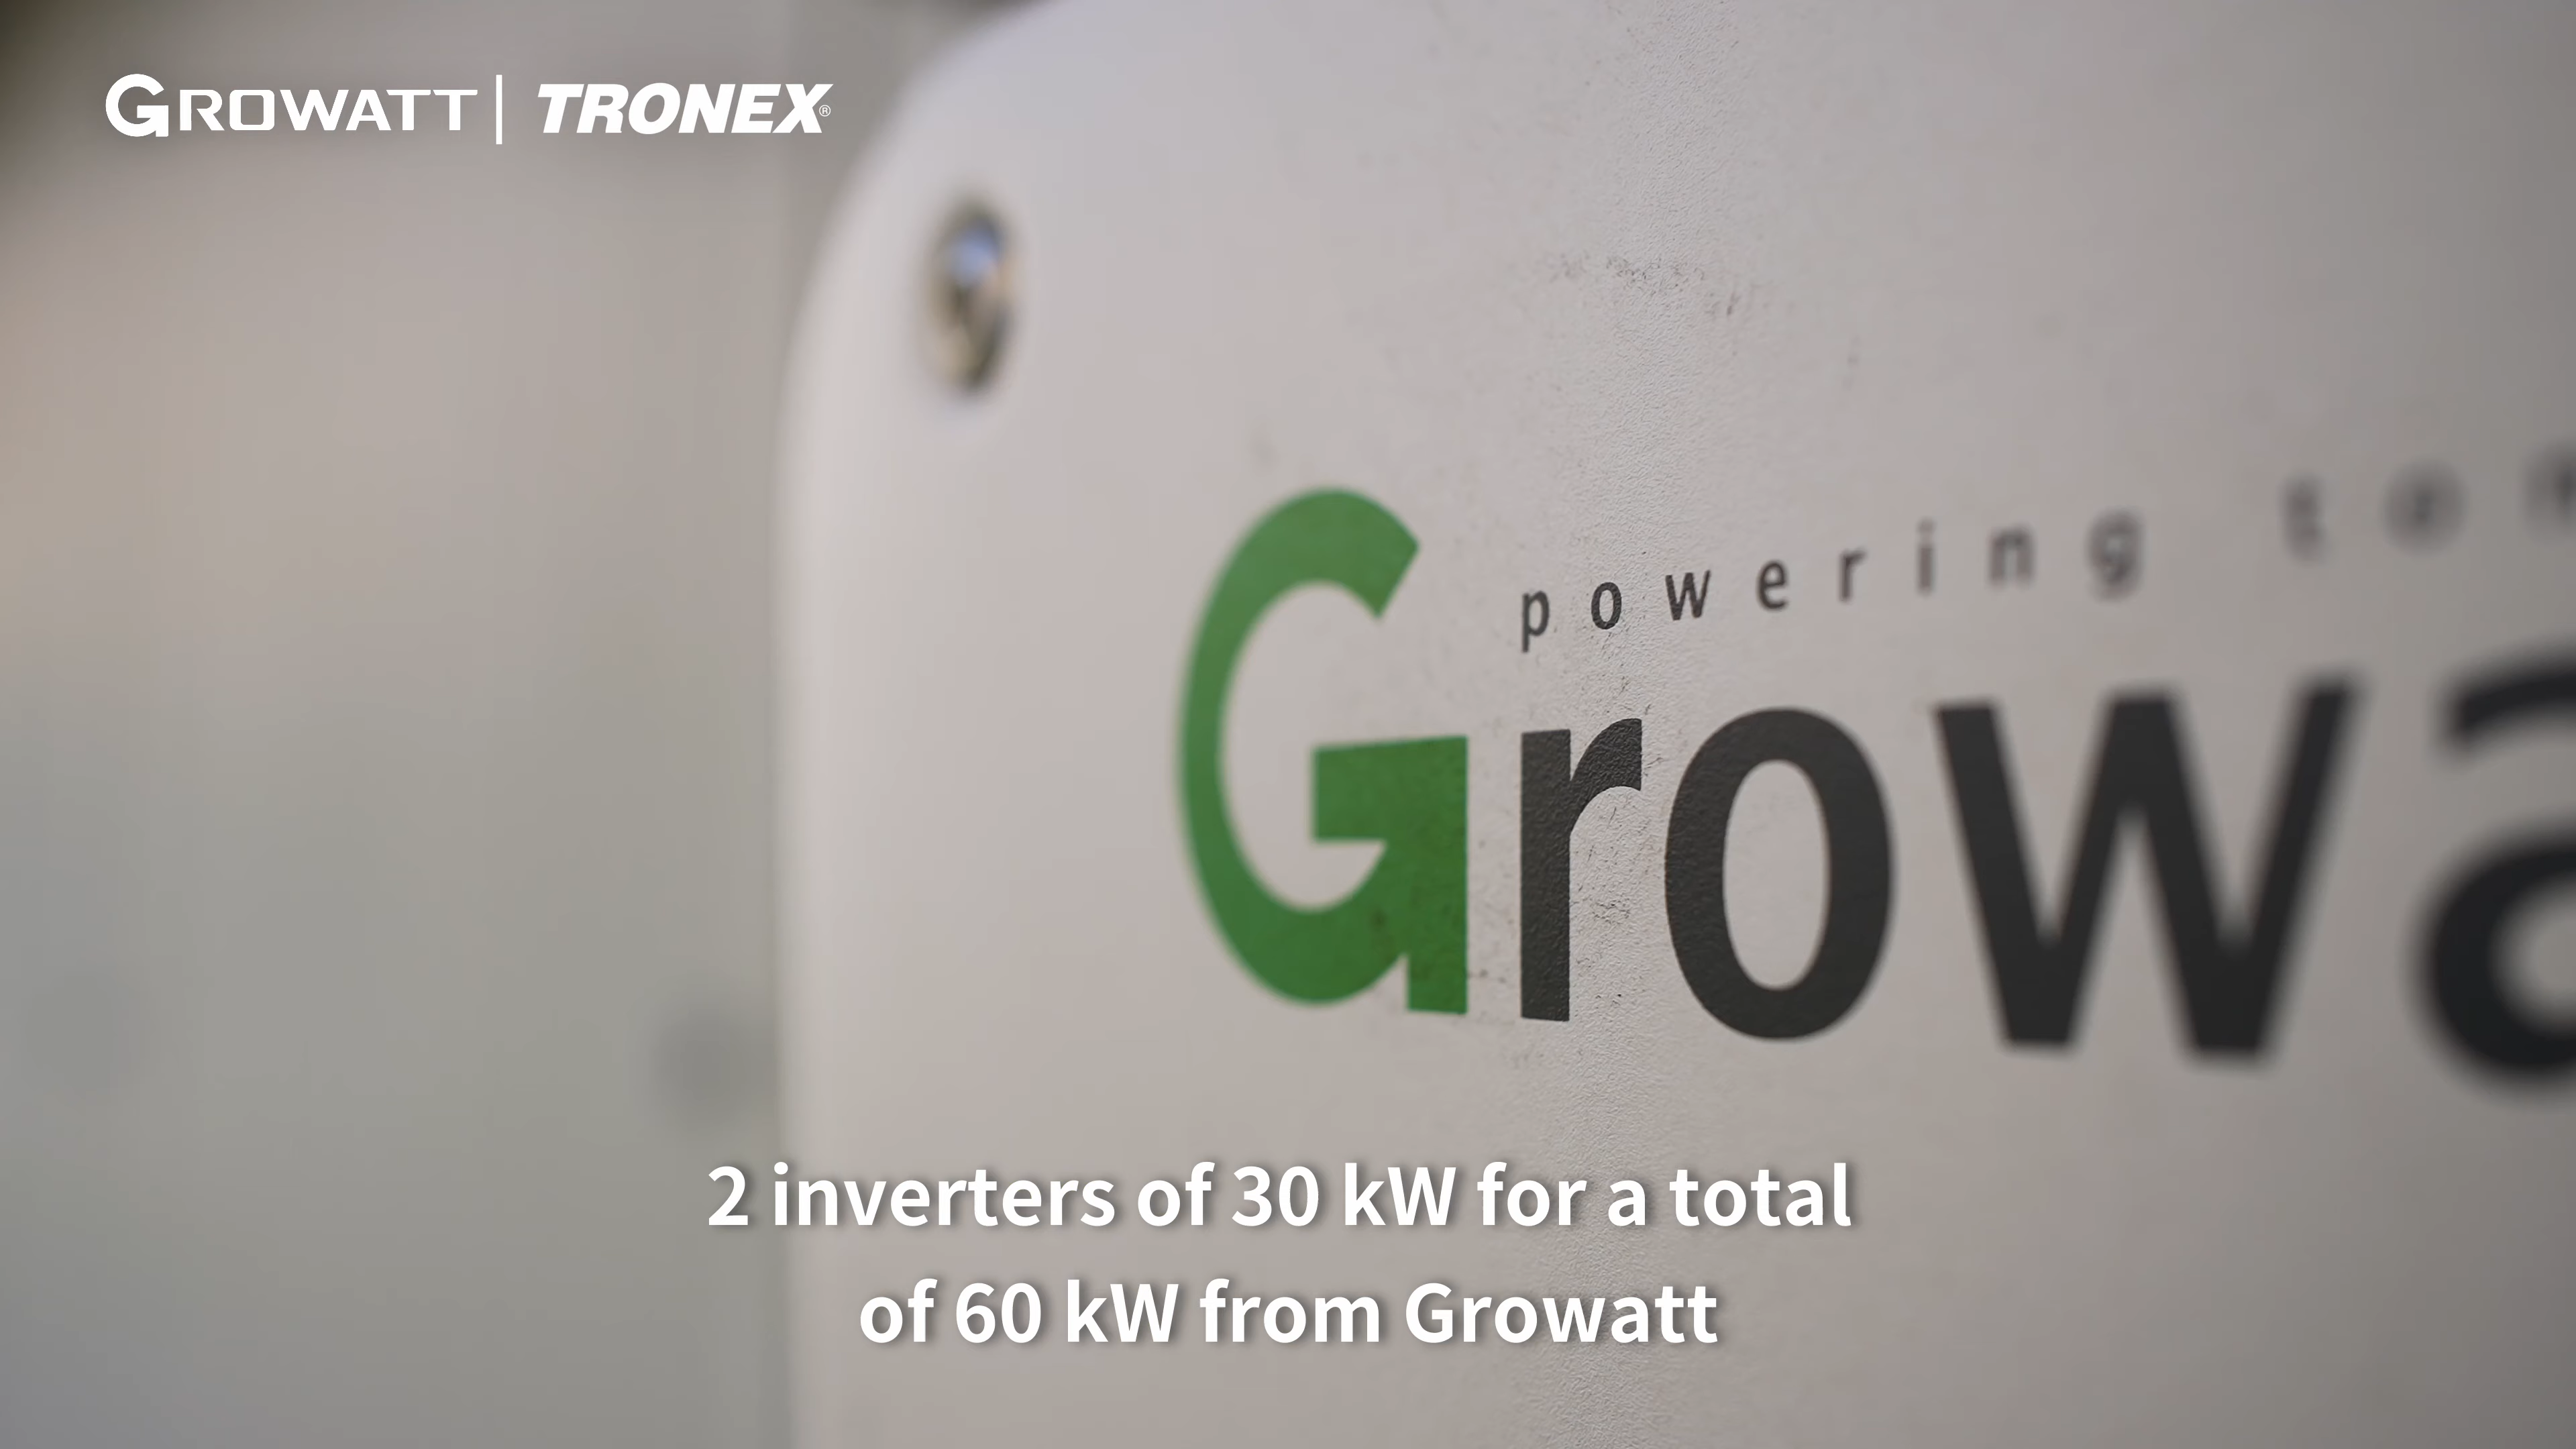 GROWATT | TRONEX®
powering
Growa
2 inverters of 30 kW for a total
of 60 kW from Growatt